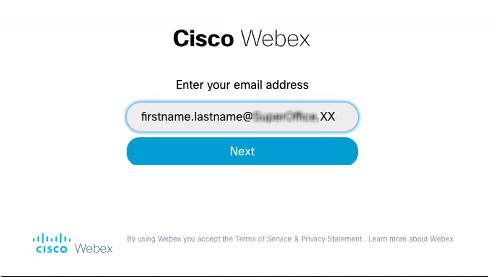 Cisco Webex
Enter your email address
firstname.lastname@SuperOffice.XX
Next
cisco Webex
By using Webex you accept the Terms of Service & Privacy Statement . Learn more about Webex